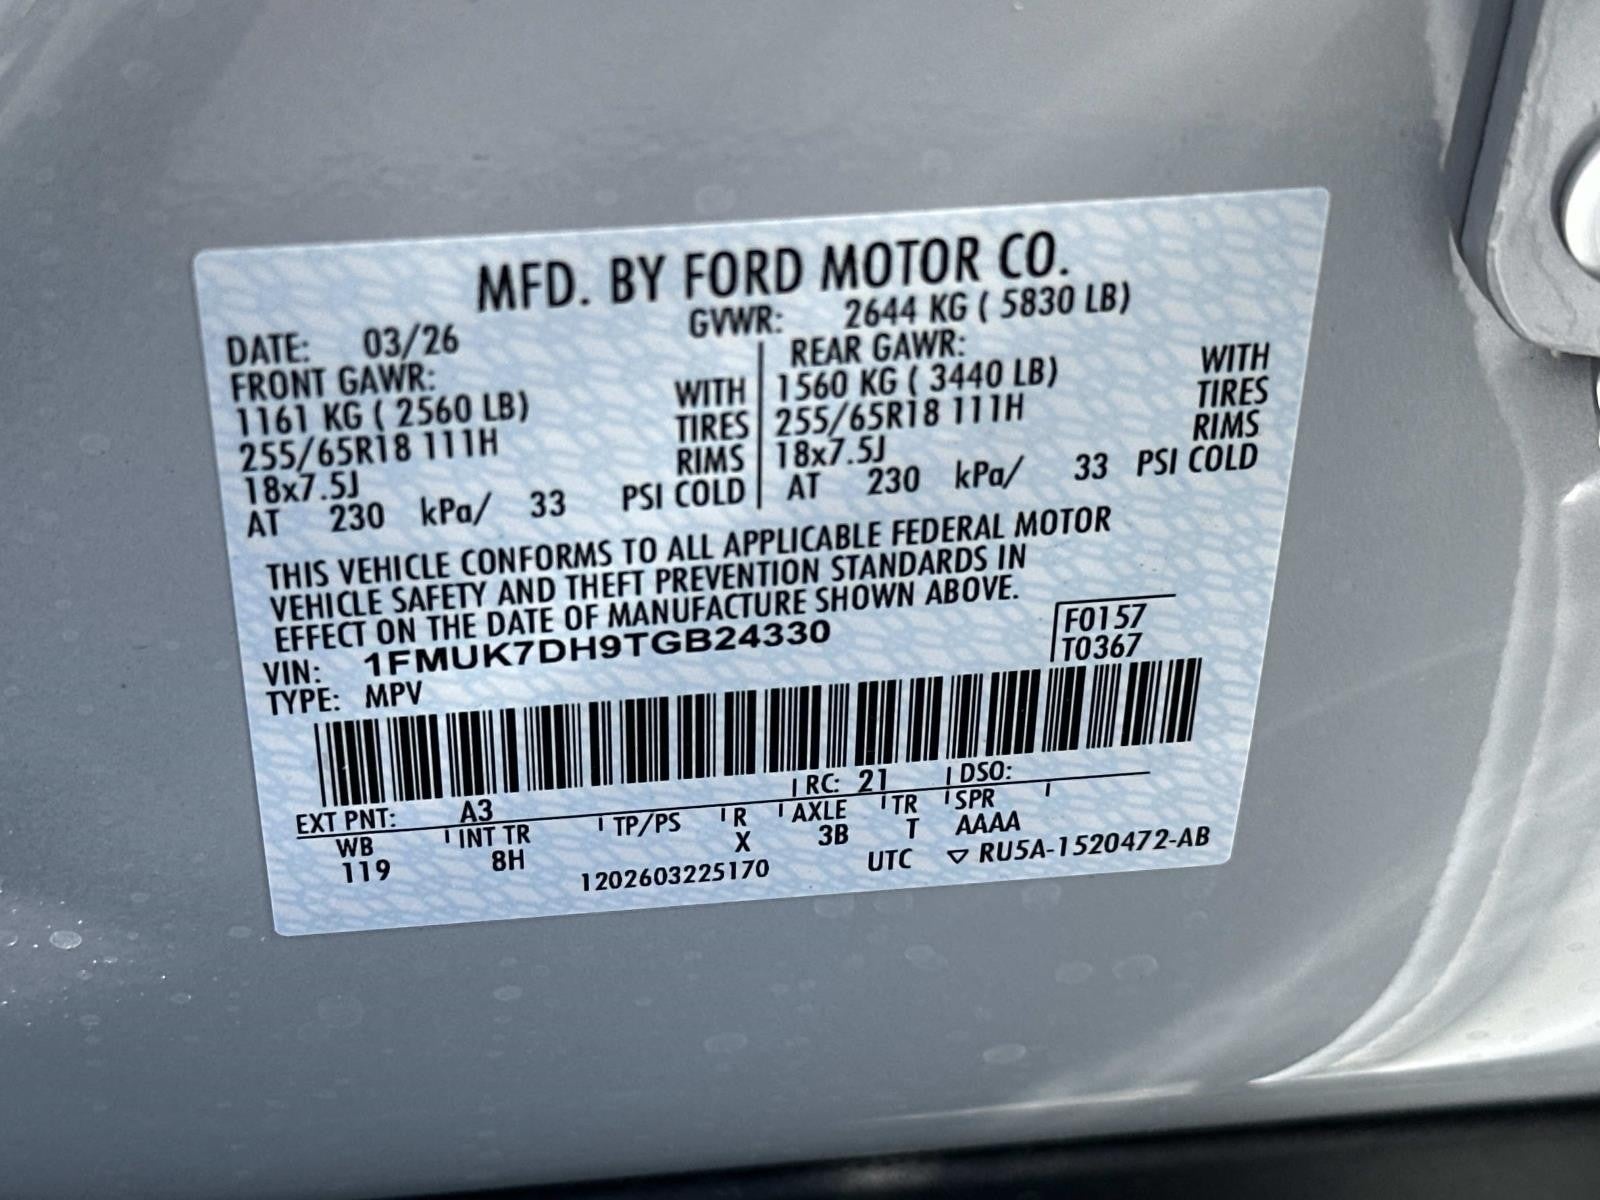 MFD. BY FORD MOTOR CO.
DATE: 03/26 GVWR: 2644 KG ( 5830 LB)
FRONT GAWR: REAR GAWR:
1161 KG ( 2560 LB) WITH 1560 KG ( 3440 LB) WITH
255/65R18 111H TIRES 255/65R18 111H TIRES
18x7.5J RIMS 18x7.5J RIMS
AT 230 kPa/ 33 PSI COLD AT 230 kPa/ 33 PSI COLD
THIS VEHICLE CONFORMS TO ALL APPLICABLE FEDERAL MOTOR
VEHICLE SAFETY AND THEFT PREVENTION STANDARDS IN
EFFECT ON THE DATE OF MANUFACTURE SHOWN ABOVE.
VIN: 1FMUK7DH9TGB24330 F0157
TYPE: MPV T0367
EXT PNT: A3 RC: 21 DSO:
WB INT TR TP/PS R AXLE TR SPR
119 8H X 3B T AAAA
1202603225170 UTC ▽ RU5A-1520472-AB